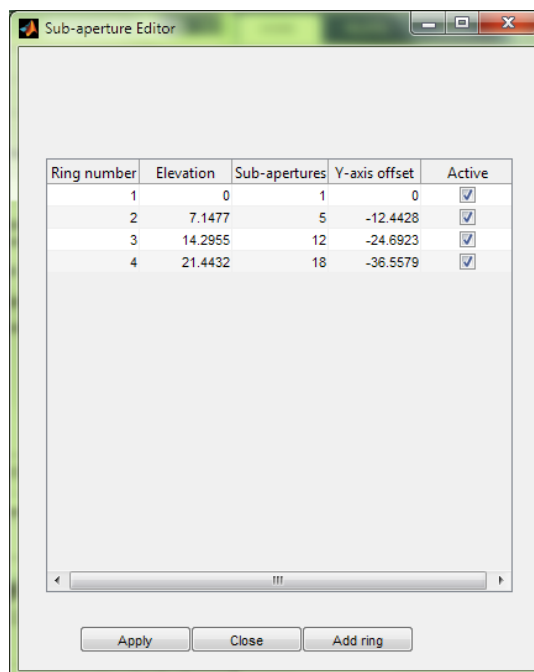 Sub-aperture Editor
Ring number Elevation Sub-apertures Y-axis offset Active
1 0 1 0
2 7.1477 5 -12.4428
3 14.2955 12 -24.6923
4 21.4432 18 -36.5579
Apply Close Add ring